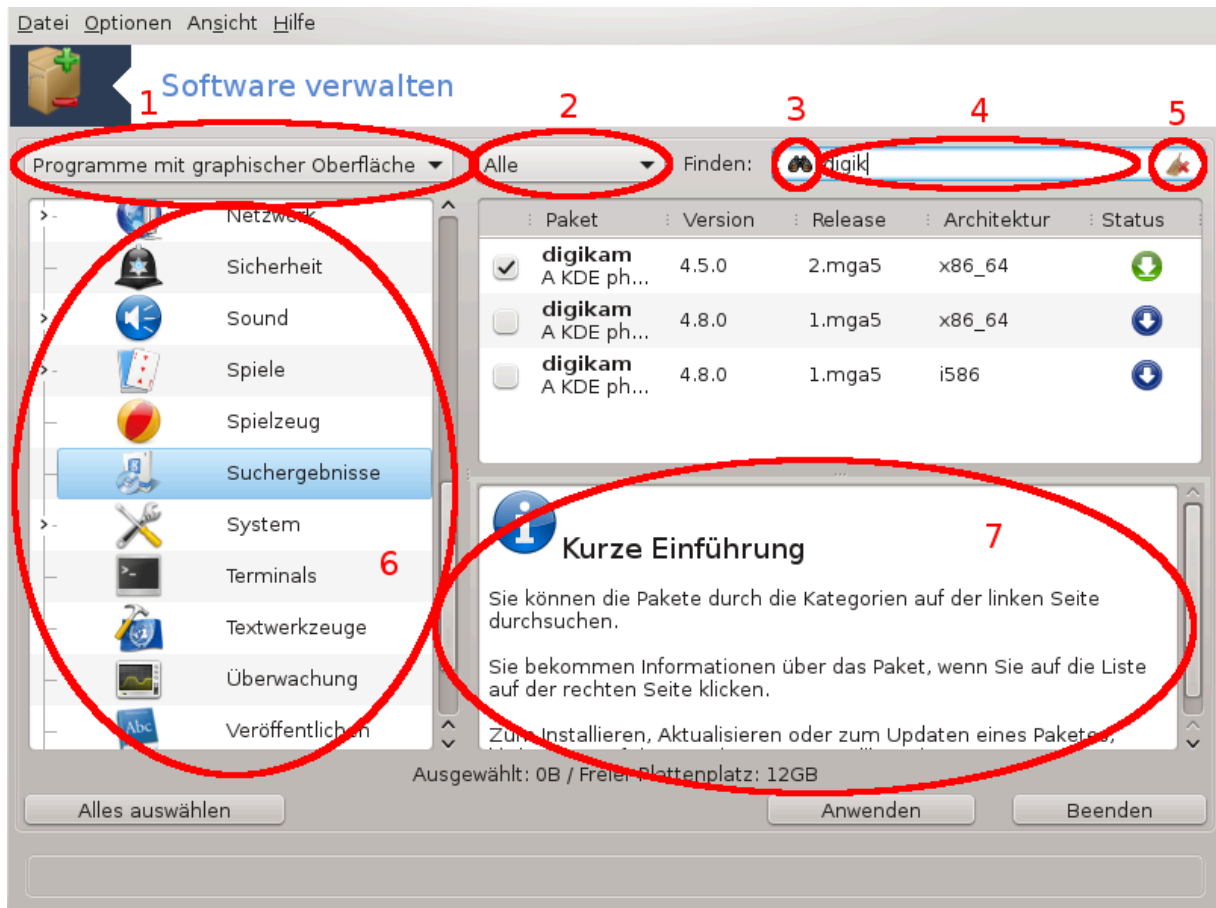 Datei Optionen Ansicht Hilfe
Software verwalten
1
2
3
4
5
Programme mit graphischer Oberfläche
Alle
Finden:
digik
Netzwerk
Sicherheit
Sound
Spiele
Spielzeug
Suchergebnisse
System
Terminals
Textwerkzeuge
Überwachung
Abc
Veröffentlichen
6
Paket Version Release Architektur Status
digikam
A KDE ph... 4.5.0 2.mga5 x86_64
digikam
A KDE ph... 4.8.0 1.mga5 x86_64
digikam
A KDE ph... 4.8.0 1.mga5 i586
7
Kurze Einführung
Sie können die Pakete durch die Kategorien auf der linken Seite
durchsuchen.
Sie bekommen Informationen über das Paket, wenn Sie auf die Liste
auf der rechten Seite klicken.
Zum Installieren, Aktualisieren oder zum Updaten eines Paketes,
Ausgewählt: 0B / Freier Plattenplatz: 12GB
Alles auswählen
Anwenden
Beenden